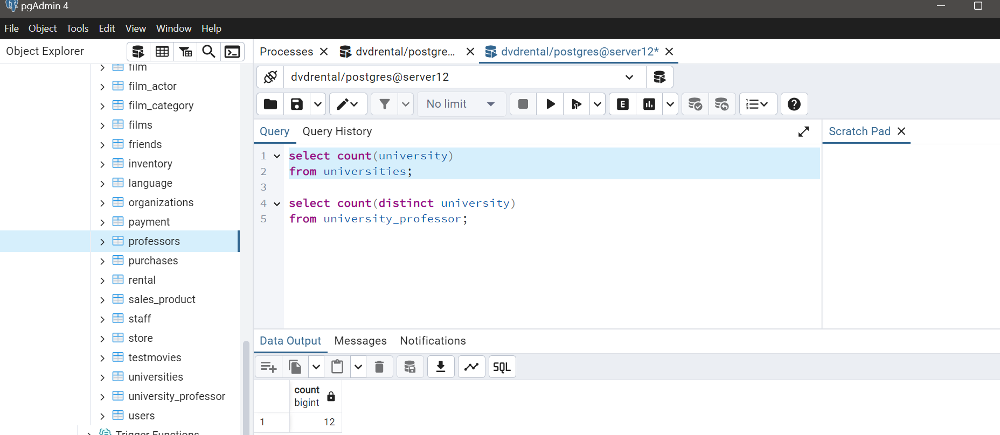 pgAdmin 4
File Object Tools Edit View Window Help
Object Explorer
film
film_actor
film_category
films
friends
inventory
language
organizations
payment
professors
purchases
rental
sales_product
staff
store
testmovies
universities
university_professor
users
Trigger Functions
Processes dvdrental/postgre... dvdrental/postgres@server12*
dvdrental/postgres@server12
No limit E
Query Query History
1 select count(university)
2 from universities;
3
4 select count(distinct university)
5 from university_professor;
Scratch Pad
Data Output Messages Notifications
SQL
count
bigint
1 12